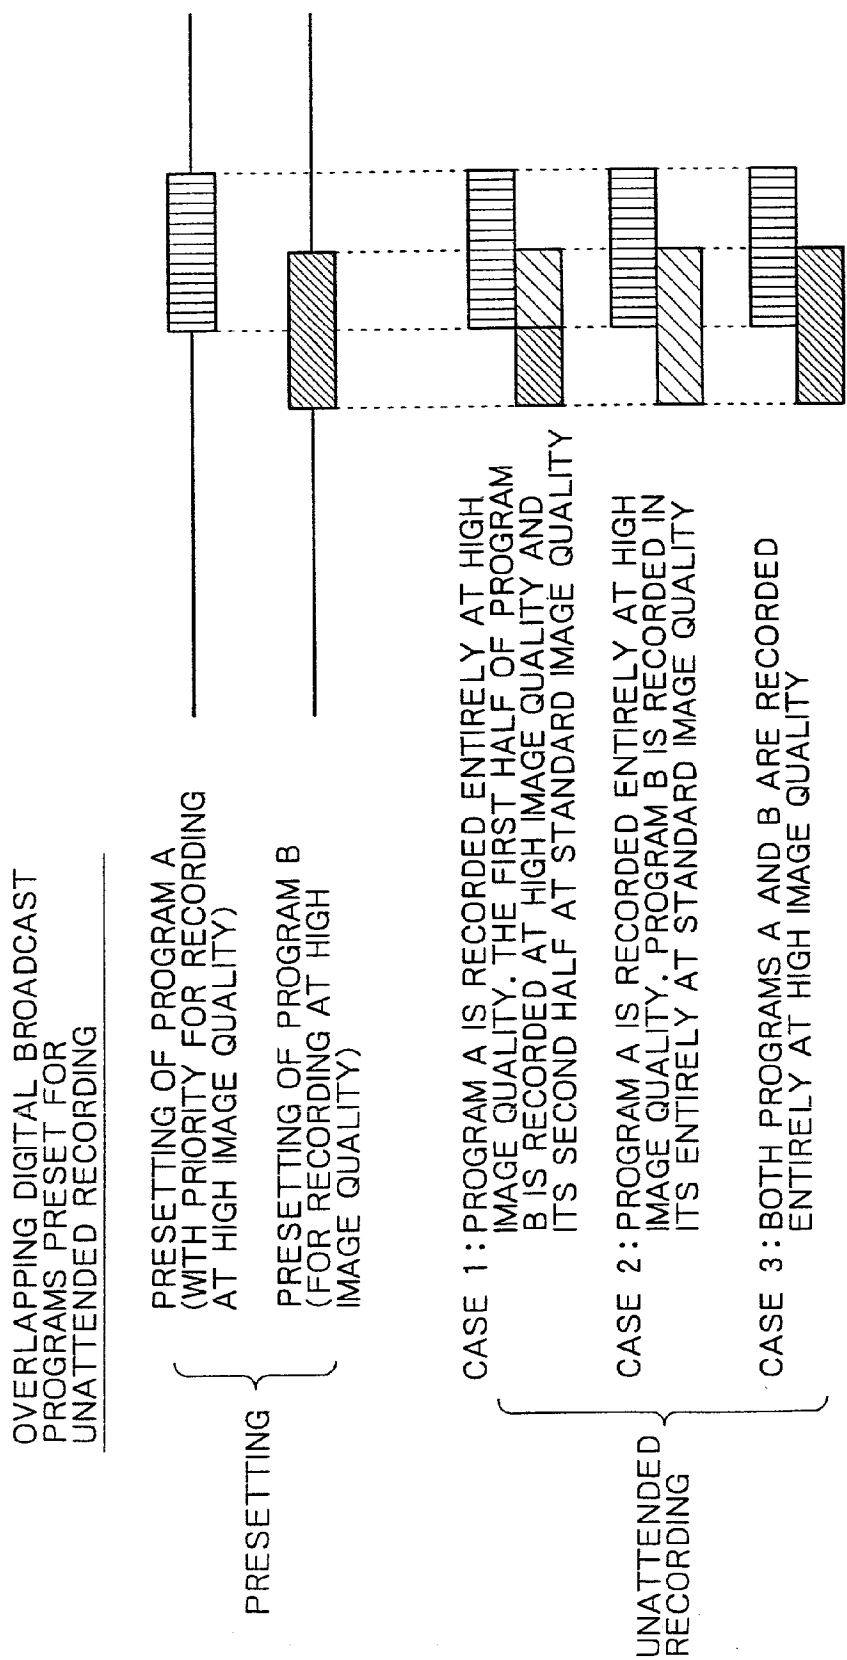 OVERLAPPING DIGITAL BROADCAST
PROGRAMS PRESET FOR
UNATTENDED RECORDING
PRESETTING
PRESETTING OF PROGRAM A
(WITH PRIORITY FOR RECORDING
AT HIGH IMAGE QUALITY)
PRESETTING OF PROGRAM B
(FOR RECORDING AT HIGH
IMAGE QUALITY)
UNATTENDED
RECORDING
CASE 1:PROGRAM A IS RECORDED ENTIRELY AT HIGH
IMAGE QUALITY. THE FIRST HALF OF PROGRAM
B IS RECORDED AT HIGH IMAGE QUALITY AND
ITS SECOND HALF AT STANDARD IMAGE QUALITY
CASE 2:PROGRAM A IS RECORDED ENTIRELY AT HIGH
IMAGE QUALITY. PROGRAM B IS RECORDED IN
ITS ENTIRELY AT STANDARD IMAGE QUALITY
CASE 3:BOTH PROGRAMS A AND B ARE RECORDED
ENTIRELY AT HIGH IMAGE QUALITY